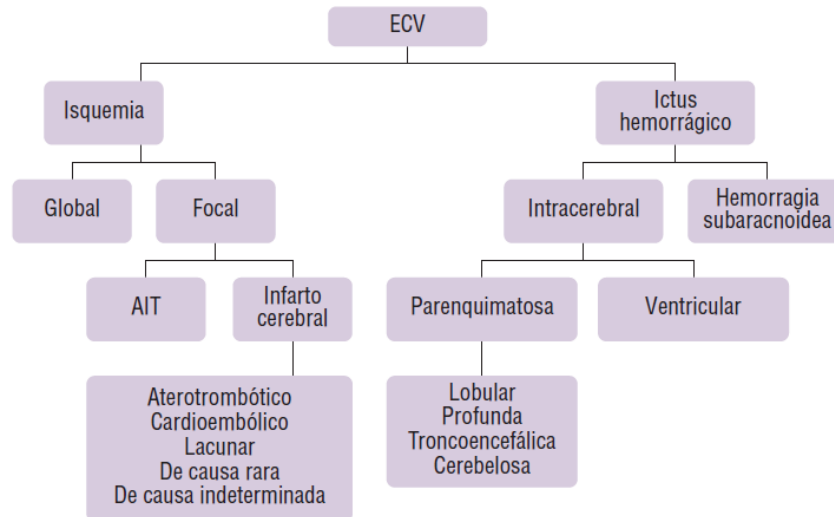 ECV
Isquemia
Ictus
hemorrágico
Global
Focal
Intracerebral
Hemorragia
subaracnoidea
AIT
Infarto
cerebral
Parenquimatosa
Ventricular
Aterotrombótico
Cardioembólico
Lacunar
De causa rara
De causa indeterminada
Lobular
Profunda
Troncoencefálica
Cerebelosa